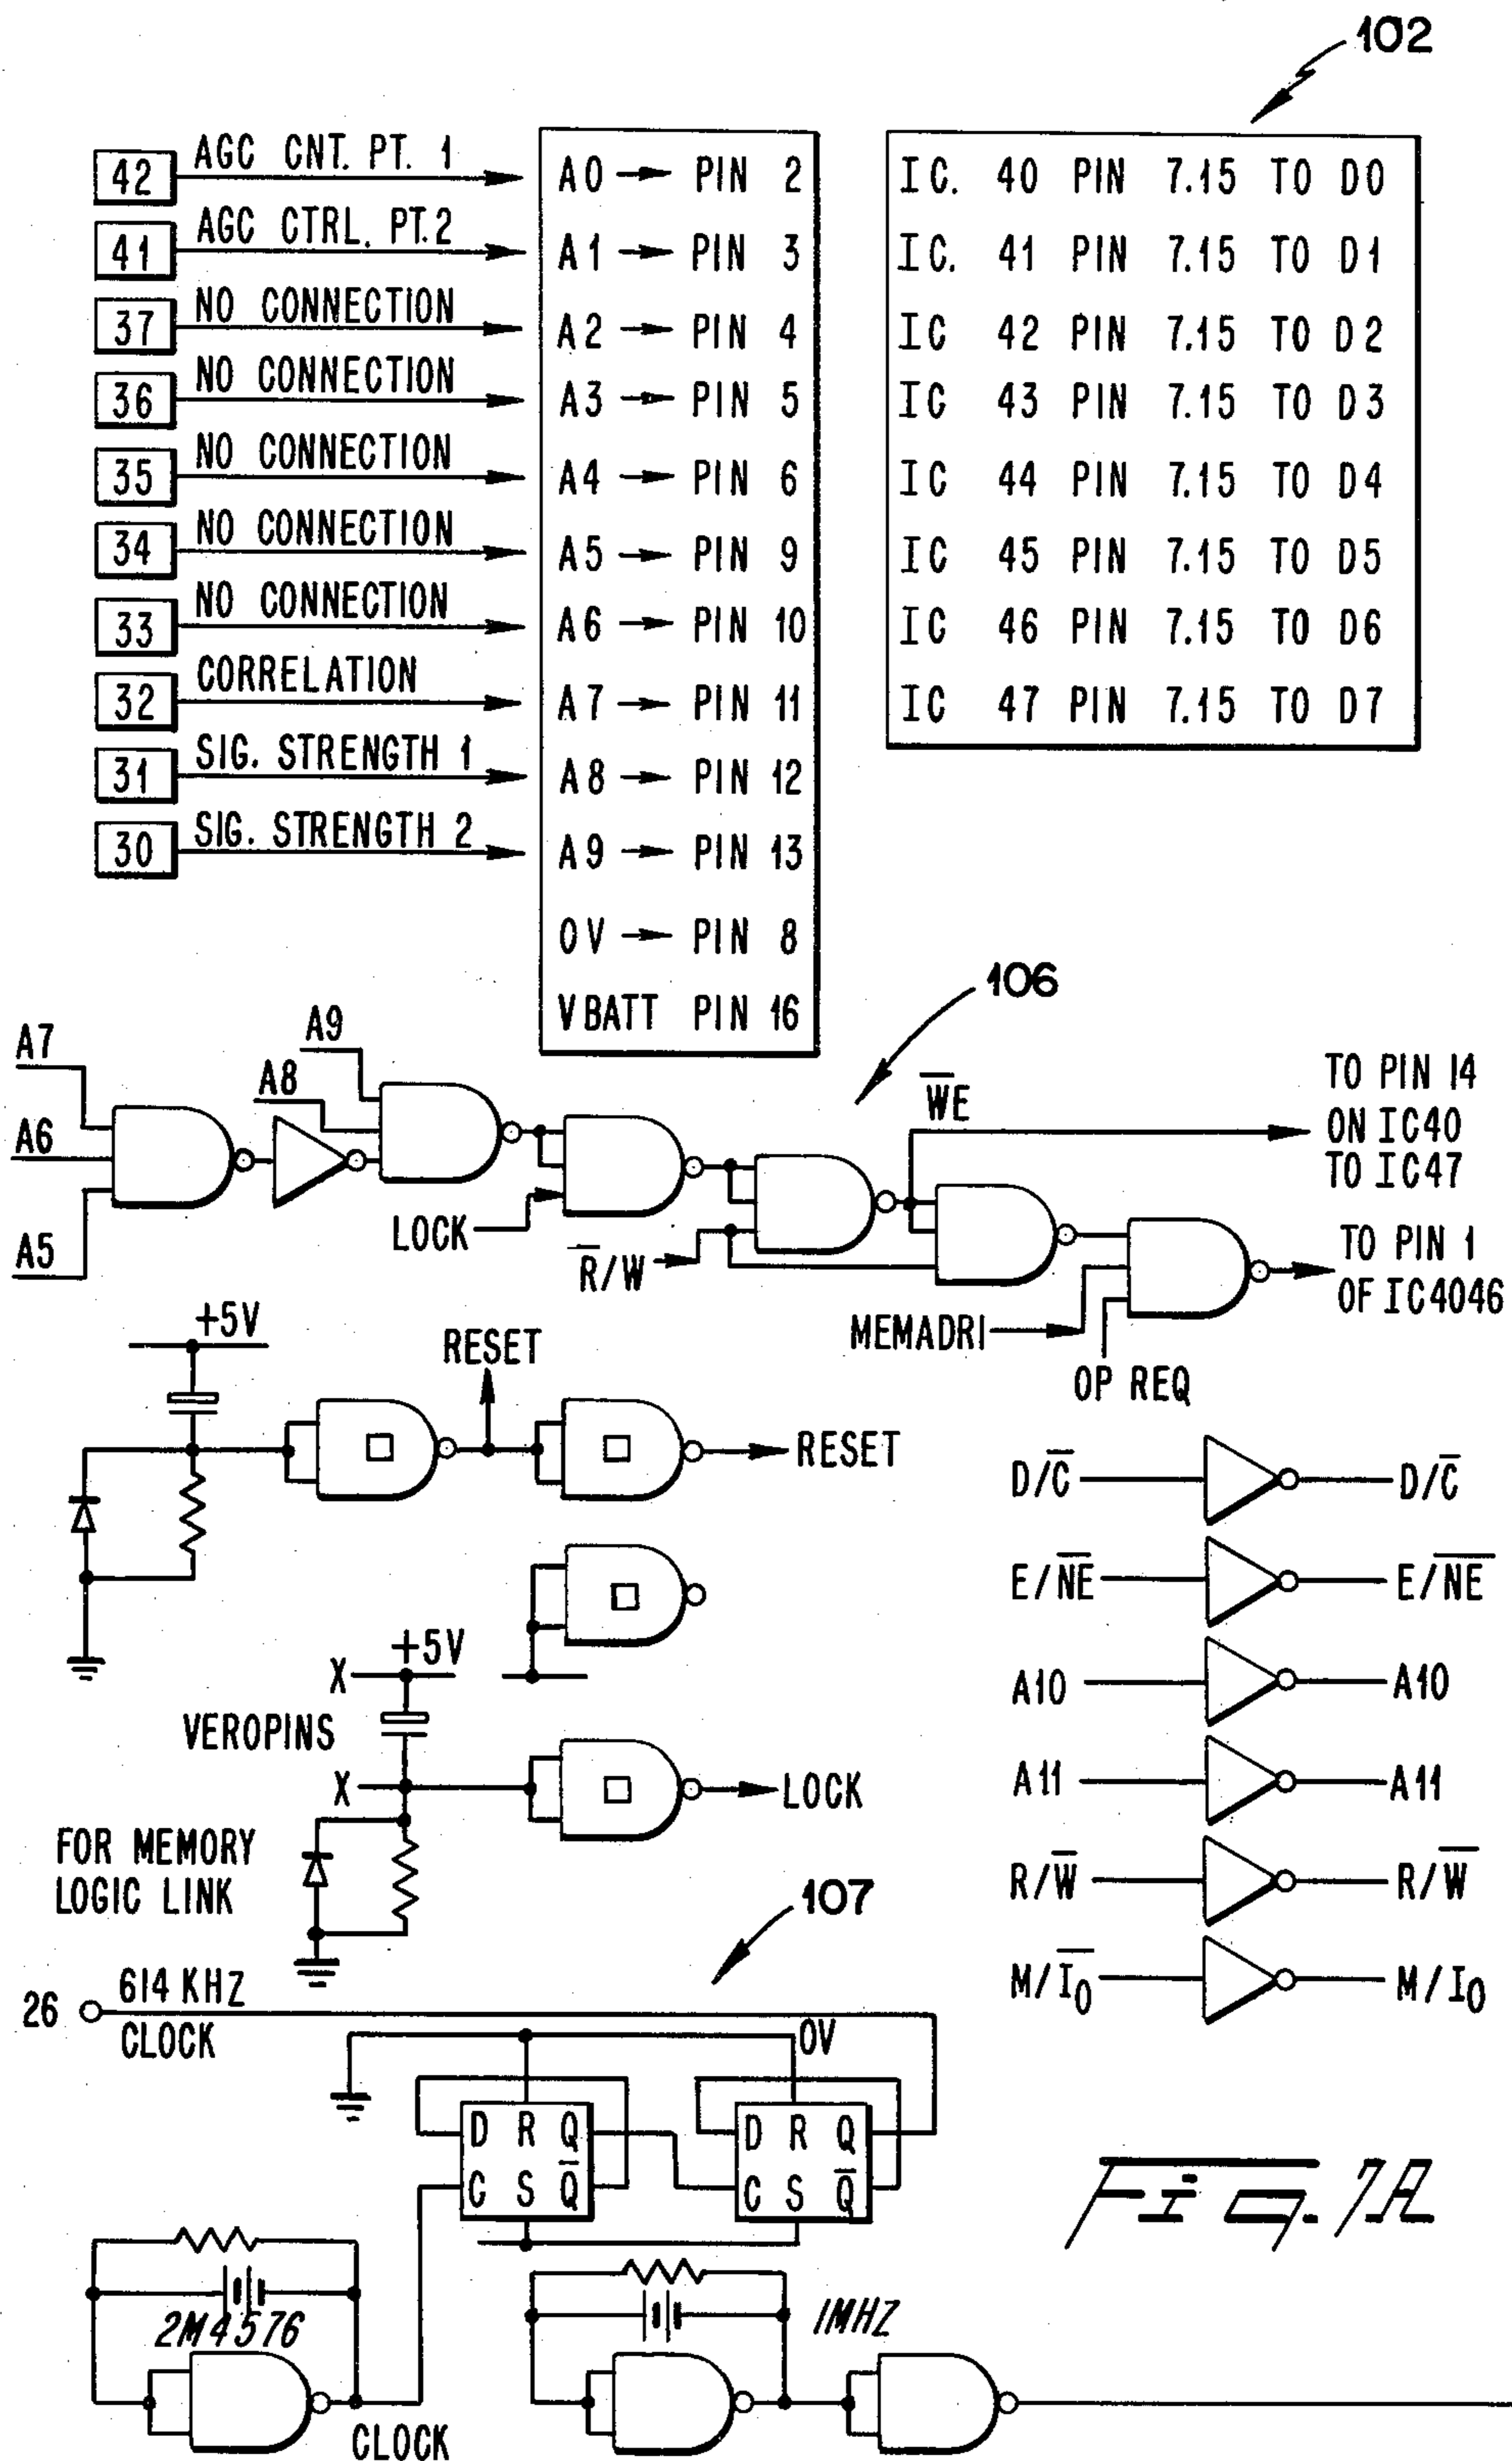 102
42 AGC CNT. PT. 1 A0 → PIN 2 IC. 40 PIN 7.15 TO D0
41 AGC CTRL. PT.2 A1 → PIN 3 IC. 41 PIN 7.15 TO D1
37 NO CONNECTION A2 → PIN 4 IC 42 PIN 7.15 TO D2
36 NO CONNECTION A3 → PIN 5 IC 43 PIN 7.15 TO D3
35 NO CONNECTION A4 → PIN 6 IC 44 PIN 7.15 TO D4
34 NO CONNECTION A5 → PIN 9 IC 45 PIN 7.15 TO D5
33 NO CONNECTION A6 → PIN 10 IC 46 PIN 7.15 TO D6
32 CORRELATION A7 → PIN 11 IC 47 PIN 7.15 TO D7
31 SIG. STRENGTH 1 A8 → PIN 12
30 SIG. STRENGTH 2 A9 → PIN 13
0V → PIN 8
VBATT PIN 16
106
A7
A6
A5
A9
A8
LOCK
R̅/W
W̅E
TO PIN 14
ON IC40
TO IC47
MEMADRI
OP REQ
TO PIN 1
OF IC4046
+5V
RESET
RESET
D/C̅ D/C̅
E/N̅E̅ E/N̅E̅
A10 A10
A11 A11
R/W̅ R/W̅
M/I̅0̅ M/I0
X +5V
VEROPINS
X
LOCK
FOR MEMORY
LOGIC LINK
107
26 614 KHZ
CLOCK
0V
D R Q
C S Q̅
D R Q
C S Q̅
2M4576
CLOCK
1MHZ
Fig. 7A